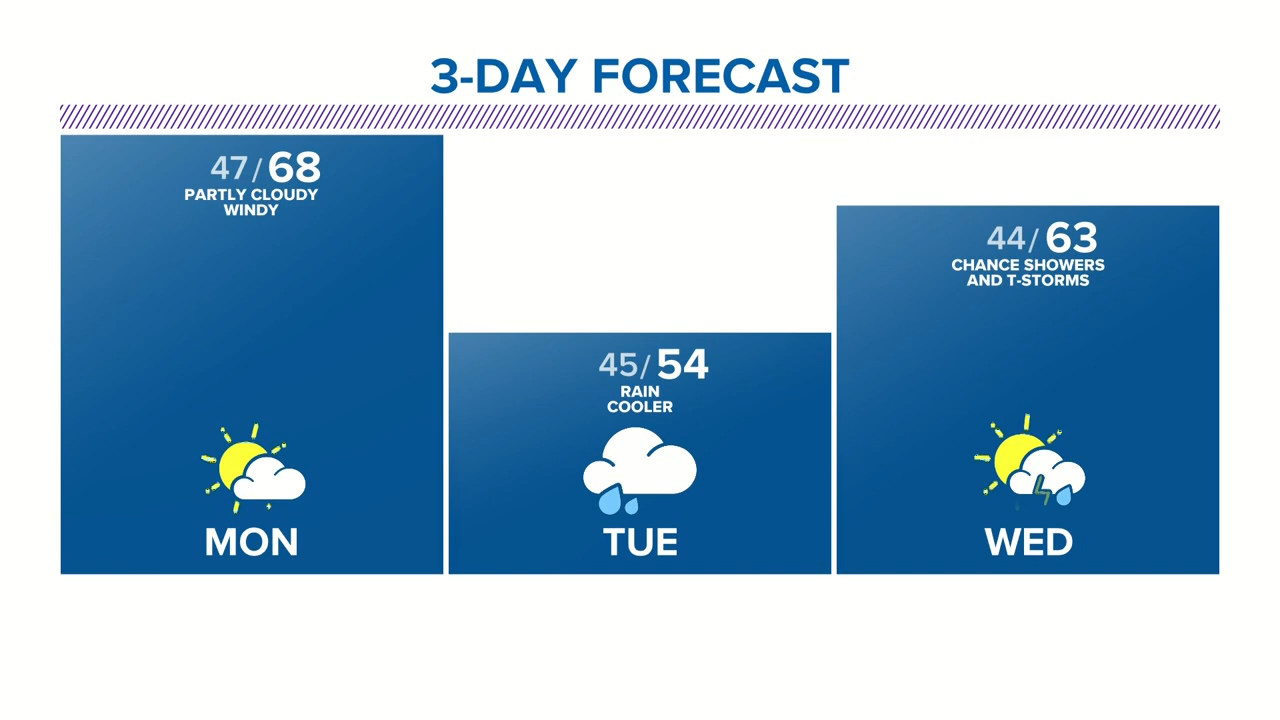 3-DAY FORECAST
47/68
PARTLY CLOUDY
WINDY
MON
45/54
RAIN
COOLER
TUE
44/63
CHANCE SHOWERS
AND T-STORMS
WED